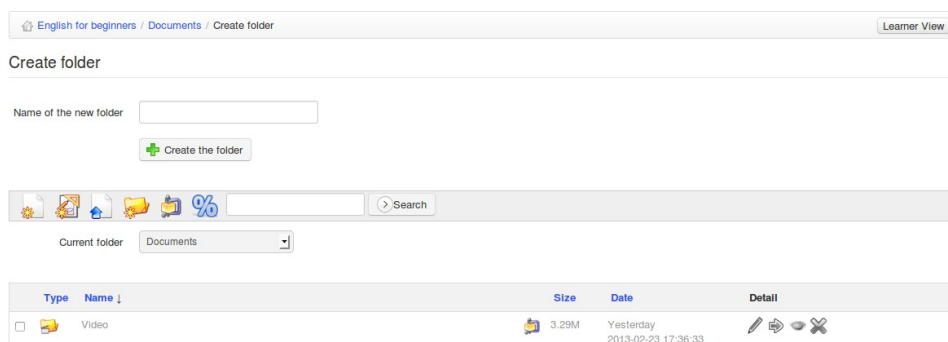 English for beginners / Documents / Create folder
Learner View
Create folder
Name of the new folder
Create the folder
% Search
Current folder Documents
Type Name ↓ Size Date Detail
Video 3.29M Yesterday
2013-02-23 17:36:33